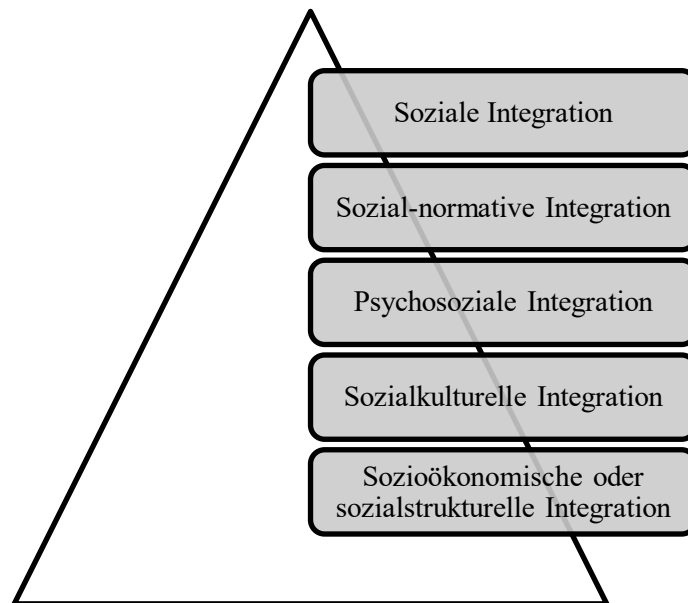 Soziale Integration
Sozial-normative Integration
Psychosoziale Integration
Sozialkulturelle Integration
Sozioökonomische oder
sozialstrukturelle Integration